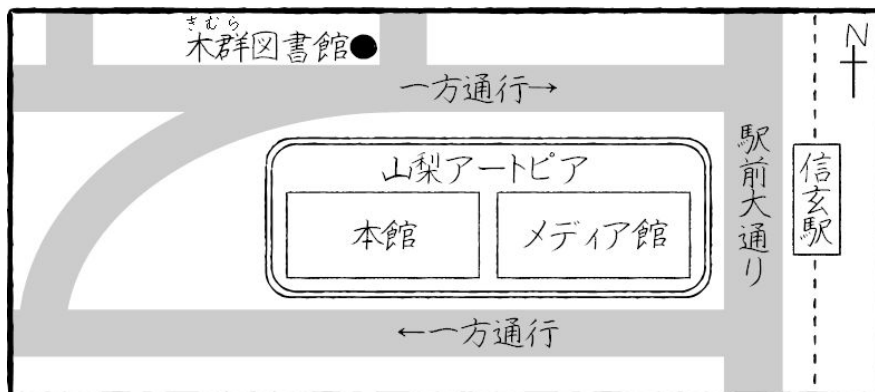 きむら
木群図書館
N
一方通行→
山梨アートピア
本館
メディア館
駅前大通り
信玄駅
←一方通行